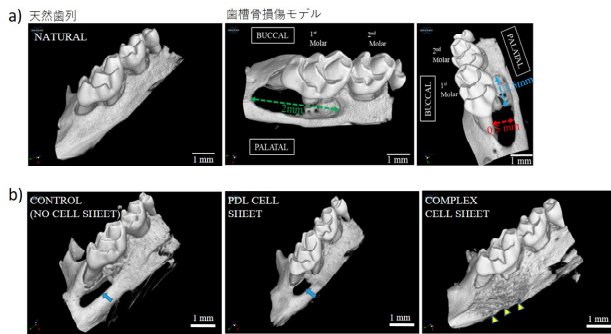 a)
天然歯列
歯槽骨損傷モデル
NATURAL
1 mm
BUCCAL
1st
Molar
2nd
Molar
2mm
PALATAL
1 mm
2nd
Molar
1st
Molar
BUCCAL
PALATAL
0.5 mm
1 mm
b)
CONTROL
(NO CELL SHEET)
1 mm
PDL CELL
SHEET
1 mm
COMPLEX
CELL SHEET
1 mm